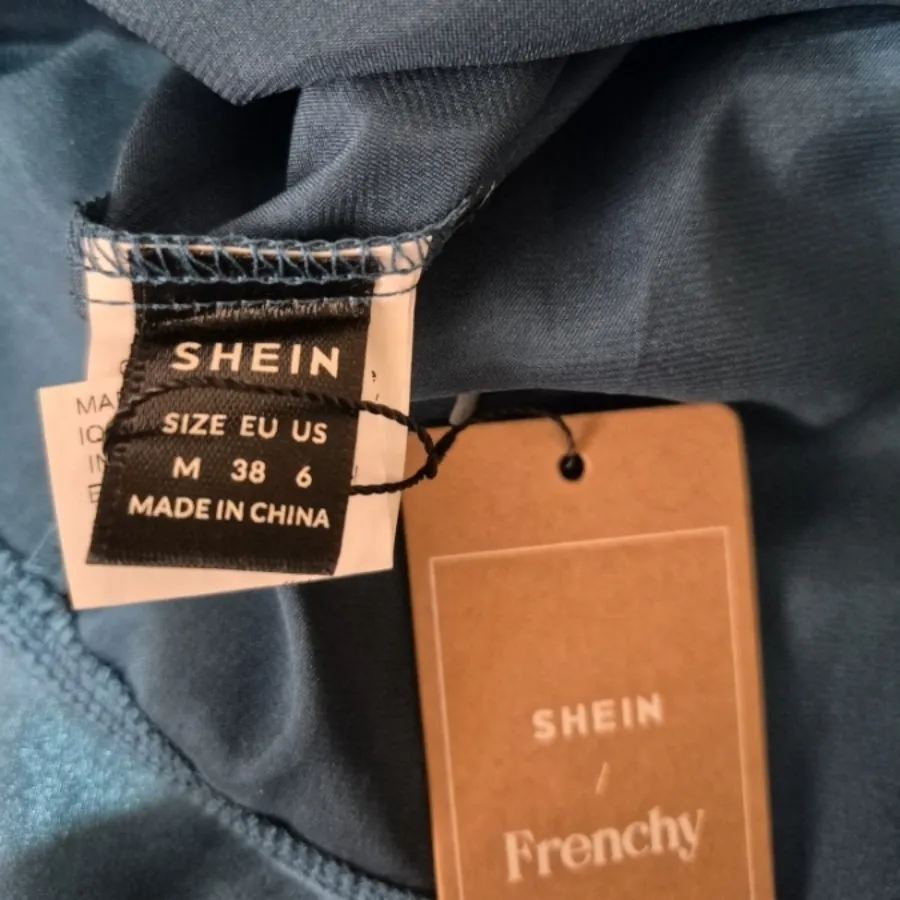 SHEIN
SIZE EU US
M 38 6
MADE IN CHINA
SHEIN
/
Frenchy